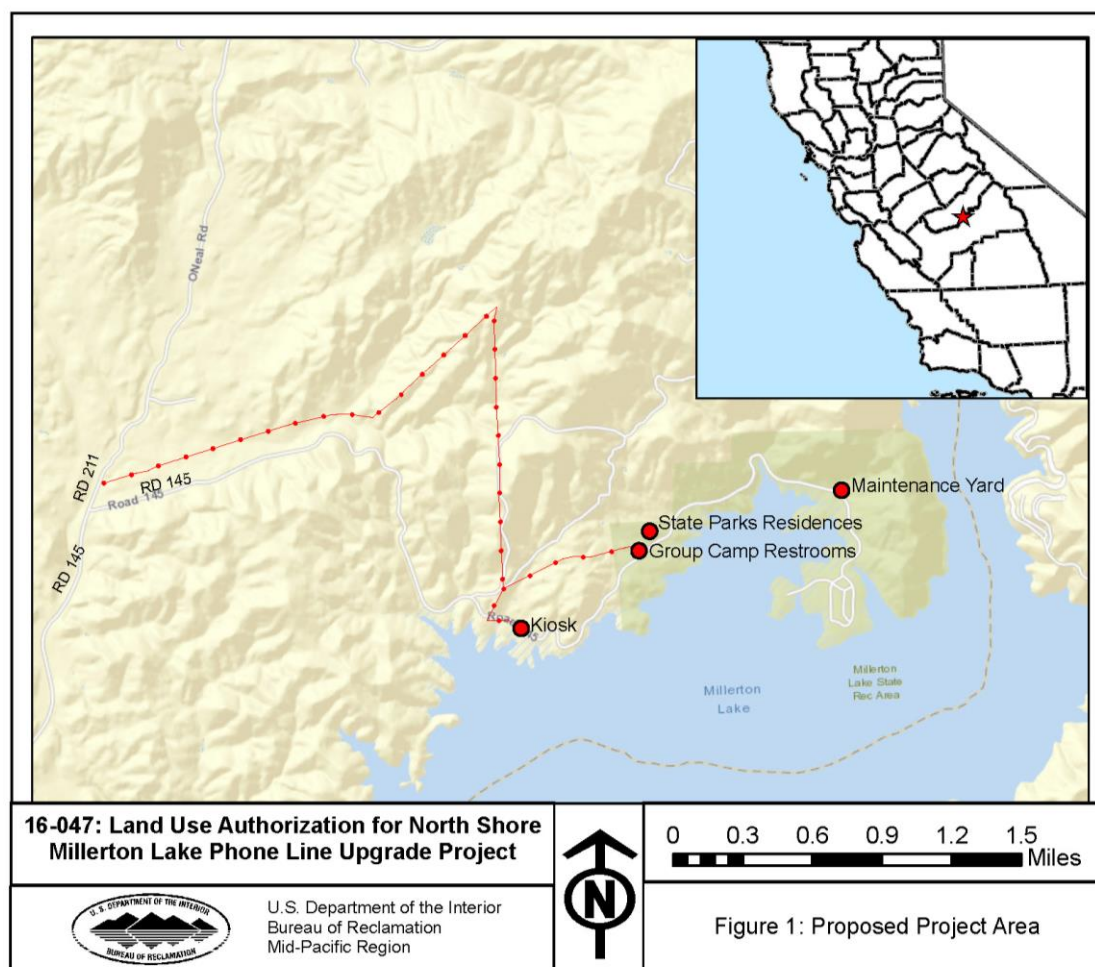 ONeal Rd
RD 211
RD 145
Road 145
RD 145
Maintenance Yard
State Parks Residences
Group Camp Restrooms
Kiosk
Millerton
Lake
Millerton
Lake State
Rec Area
16-047: Land Use Authorization for North Shore
Millerton Lake Phone Line Upgrade Project
N
0 0.3 0.6 0.9 1.2 1.5
Miles
U.S. DEPARTMENT OF THE INTERIOR
BUREAU OF RECLAMATION
U.S. Department of the Interior
Bureau of Reclamation
Mid-Pacific Region
Figure 1: Proposed Project Area